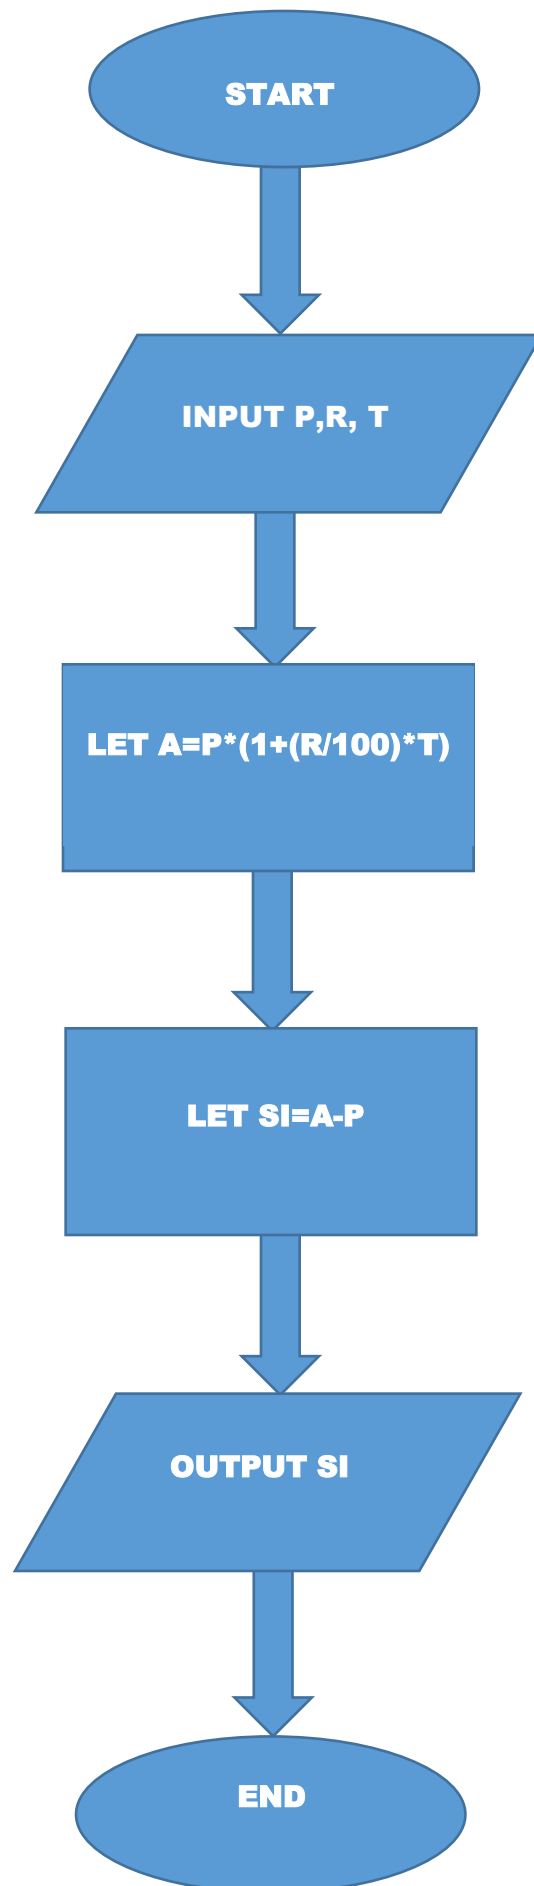 START
INPUT P,R, T
LET A=P*(1+(R/100)*T)
LET SI=A-P
OUTPUT SI
END